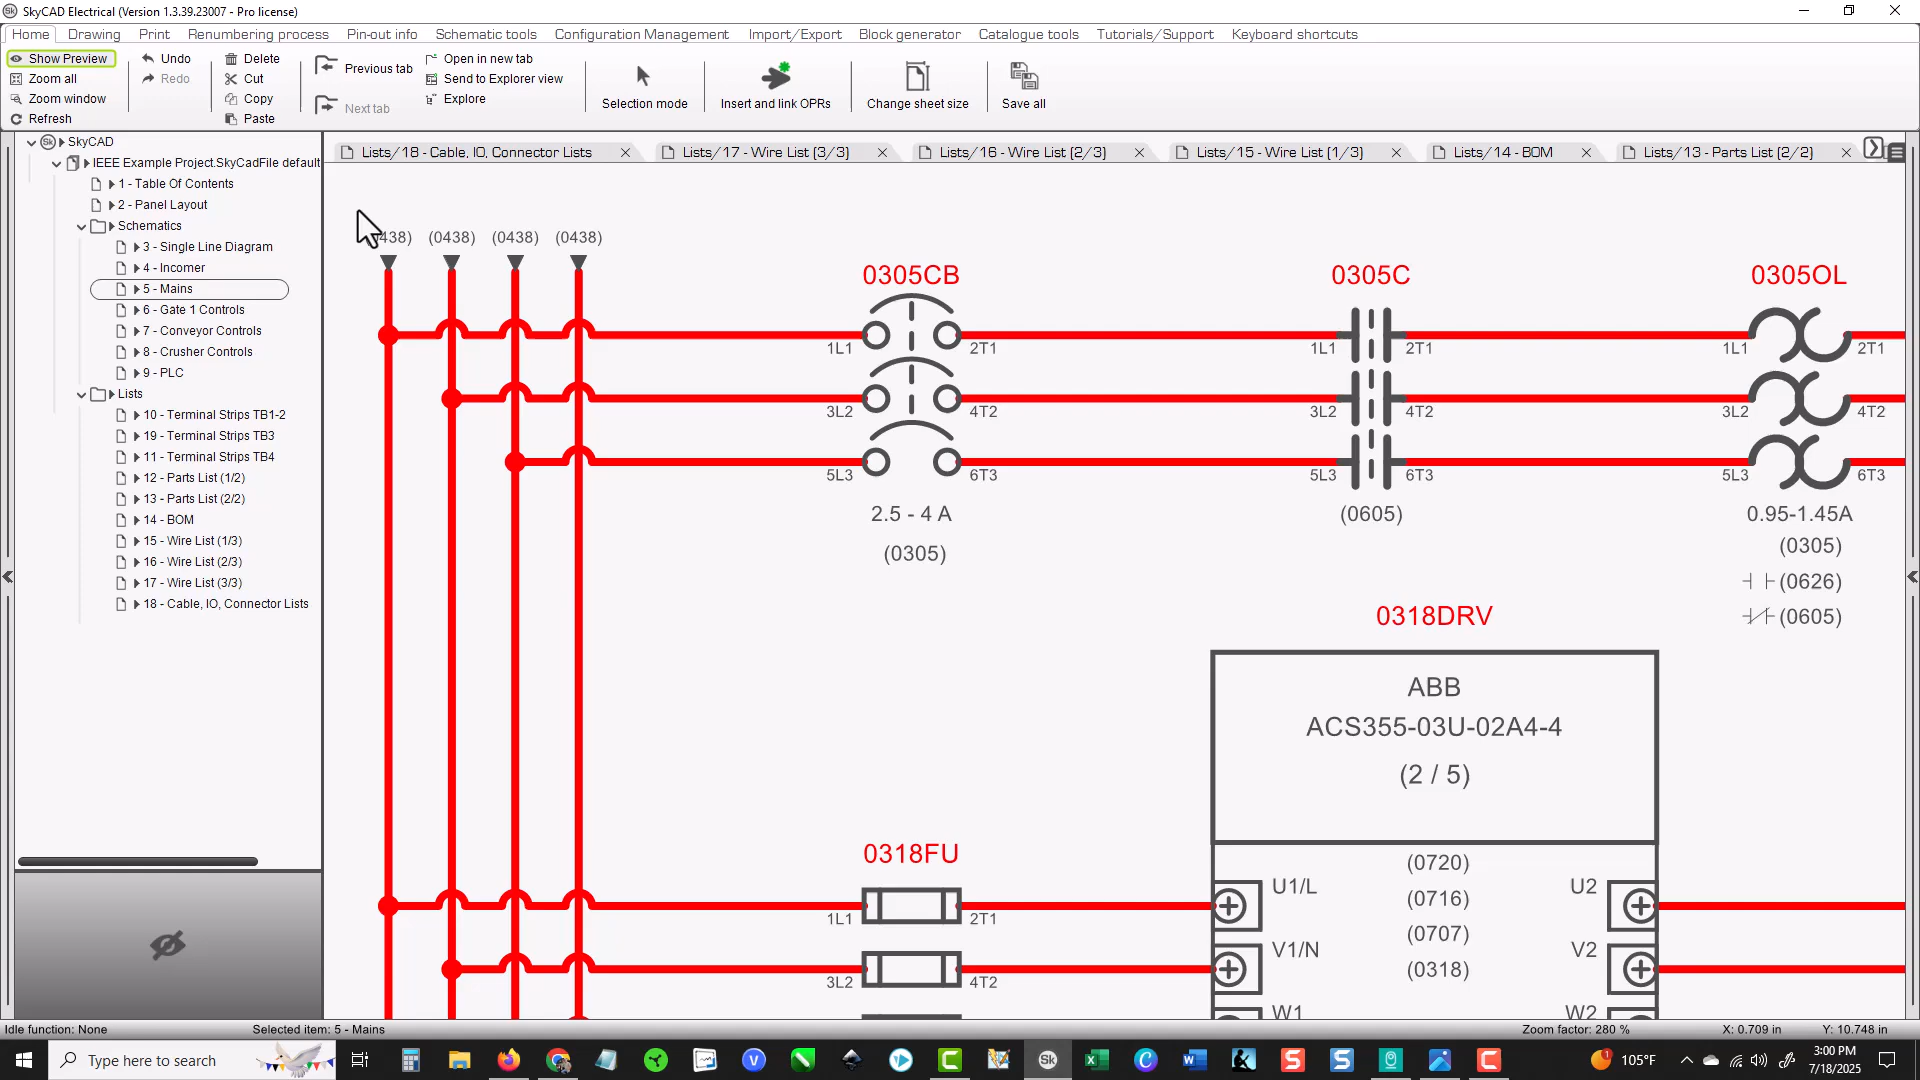 SkyCAD Electrical (Version 1.3.39.23007 - Pro license)
Home Drawing Print Renumbering process Pin-out info Schematic tools Configuration Management Import/Export Block generator Catalogue tools Tutorials/Support Keyboard shortcuts
Show Preview
Zoom all
Zoom window
Refresh
Undo
Redo
Delete
Cut
Copy
Paste
Previous tab
Next tab
Open in new tab
Send to Explorer view
Explore
Selection mode
Insert and link OPRs
Change sheet size
Save all
SkyCAD
IEEE Example Project.SkyCadFile default
1 - Table Of Contents
2 - Panel Layout
Schematics
3 - Single Line Diagram
4 - Incomer
5 - Mains
6 - Gate 1 Controls
7 - Conveyor Controls
8 - Crusher Controls
9 - PLC
Lists
10 - Terminal Strips TB1-2
19 - Terminal Strips TB3
11 - Terminal Strips TB4
12 - Parts List (1/2)
13 - Parts List (2/2)
14 - BOM
15 - Wire List (1/3)
16 - Wire List (2/3)
17 - Wire List (3/3)
18 - Cable, IO, Connector Lists
Lists/18 - Cable, IO, Connector Lists
Lists/17 - Wire List (3/3)
Lists/16 - Wire List (2/3)
Lists/15 - Wire List (1/3)
Lists/14 - BOM
Lists/13 - Parts List (2/2)
(0438) (0438) (0438)
0305CB 0305C 0305OL
1L1 2T1 1L1 2T1 1L1 2T1
3L2 4T2 3L2 4T2 3L2 4T2
5L3 6T3 5L3 6T3 5L3 6T3
2.5 - 4 A (0605) 0.95-1.45A
(0305) (0305)
(0626)
(0605)
0318DRV
ABB
ACS355-03U-02A4-4
(2 / 5)
0318FU
(0720)
U1/L U2
(0716)
1L1 2T1
(0707)
V1/N V2
(0318)
3L2 4T2
W1 W2
Idle function: None
Selected item: 5 - Mains
Zoom factor: 280 %
X: 0.709 in
Y: 10.748 in
Type here to search
105°F
3:00 PM
7/18/2025